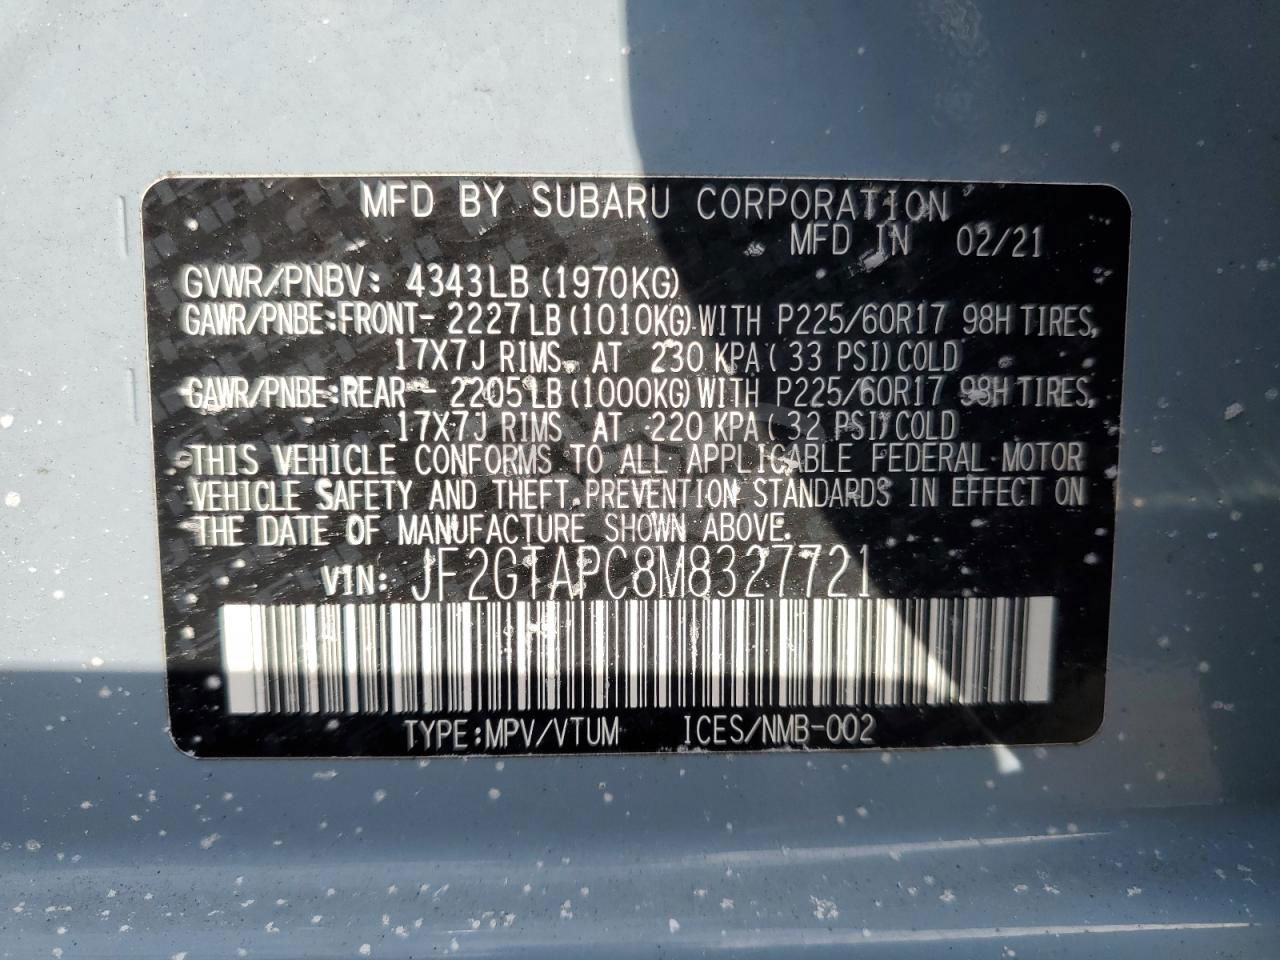 MFD BY SUBARU CORPORATION
MFD IN 02/21
GVWR/PNBV: 4343LB (1970KG)
GAWR/PNBE:FRONT- 2227LB(1010KG) WITH P225/60R17 98H TIRES,
17X7J RIMS AT 230 KPA( 33 PSI) COLD
GAWR/PNBE:REAR - 2205LB(1000KG) WITH P225/60R17 98H TIRES,
17X7J RIMS AT 220 KPA( 32 PSI) COLD
THIS VEHICLE CONFORMS TO ALL APPLICABLE FEDERAL MOTOR
VEHICLE SAFETY AND THEFT PREVENTION STANDARDS IN EFFECT ON
THE DATE OF MANUFACTURE SHOWN ABOVE.
VIN: JF2GTAPC8M8327721
TYPE:MPV/VTUM ICES/NMB-002